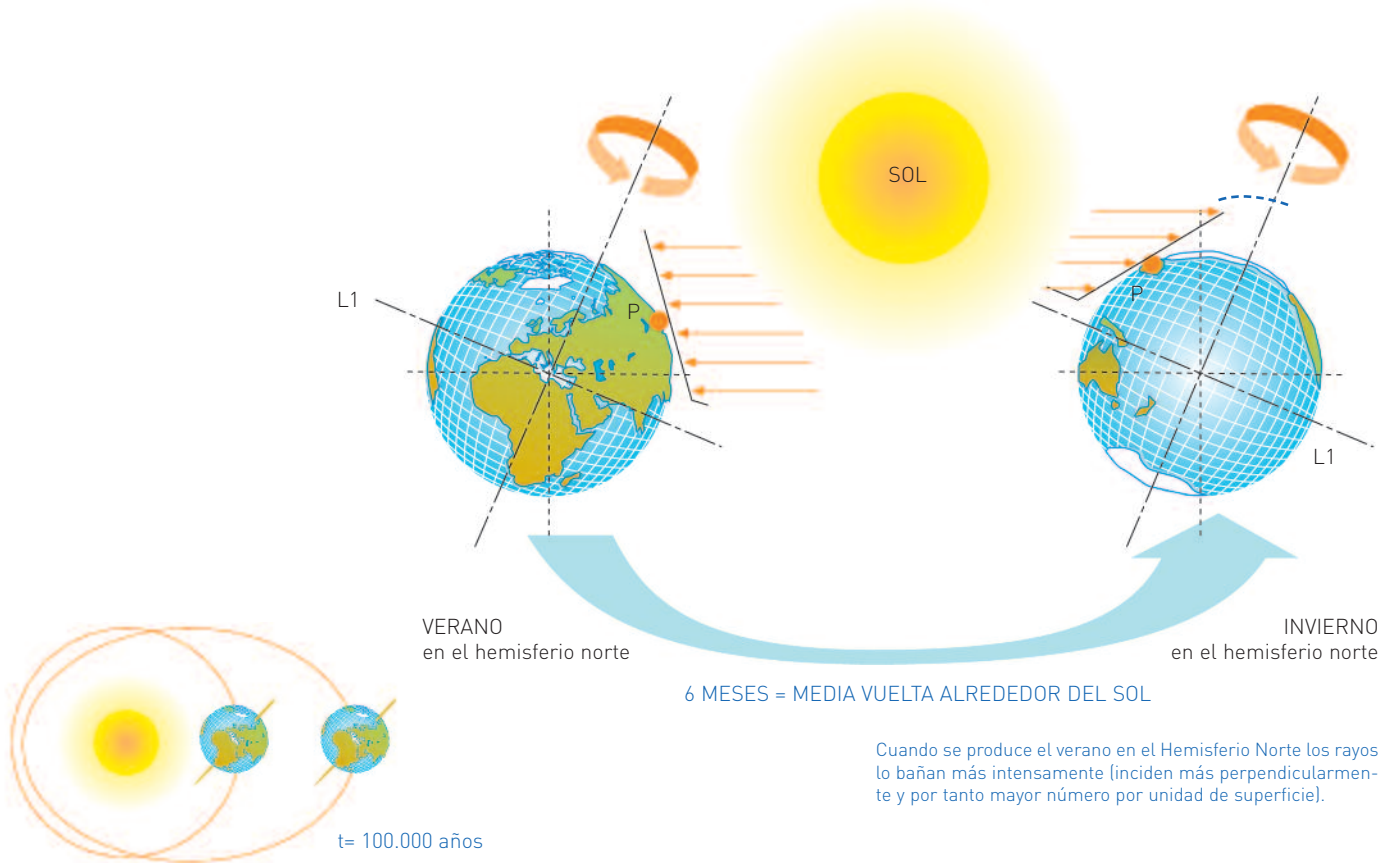 SOL
L1
P
P
L1
VERANO
en el hemisferio norte
INVIERNO
en el hemisferio norte
6 MESES = MEDIA VUELTA ALREDEDOR DEL SOL
Cuando se produce el verano en el Hemisferio Norte los rayos
lo bañan más intensamente (inciden más perpendicularmen-
te y por tanto mayor número por unidad de superficie).
t= 100.000 años